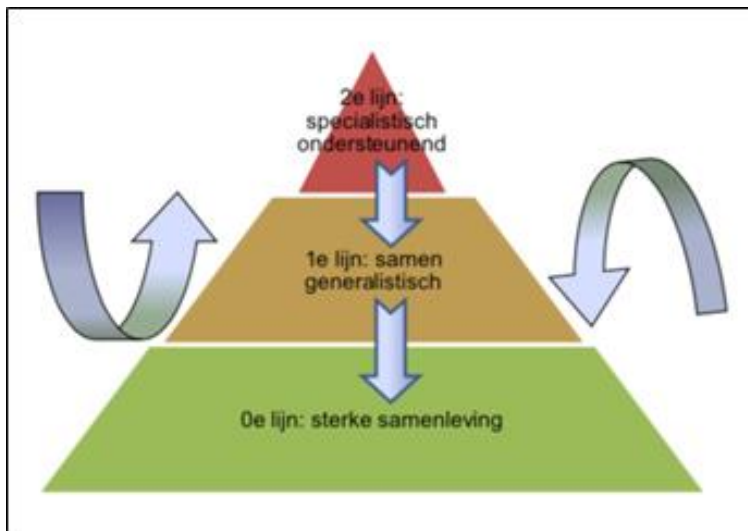 2e lijn:
specialistisch
ondersteunend
1e lijn: samen
generalistisch
0e lijn: sterke samenleving